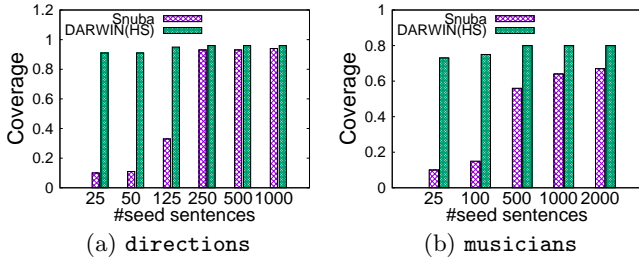 Snuba
DARWIN(HS)
Coverage
1.2
1
0.8
0.6
0.4
0.2
0
25 50 125 250 500 1000
#seed sentences
(a) directions
Snuba
DARWIN(HS)
Coverage
1
0.8
0.6
0.4
0.2
0
25 100 500 1000 2000
#seed sentences
(b) musicians